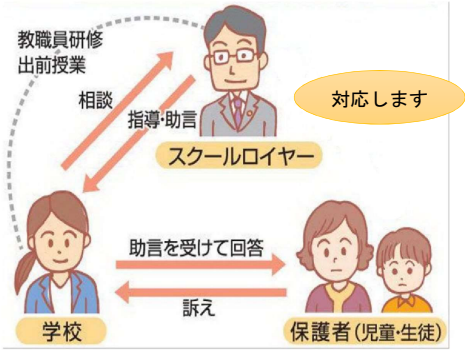 教職員研修
出前授業
相談
指導・助言
対応します
スクールロイヤー
助言を受けて回答
訴え
学校
保護者(児童・生徒)